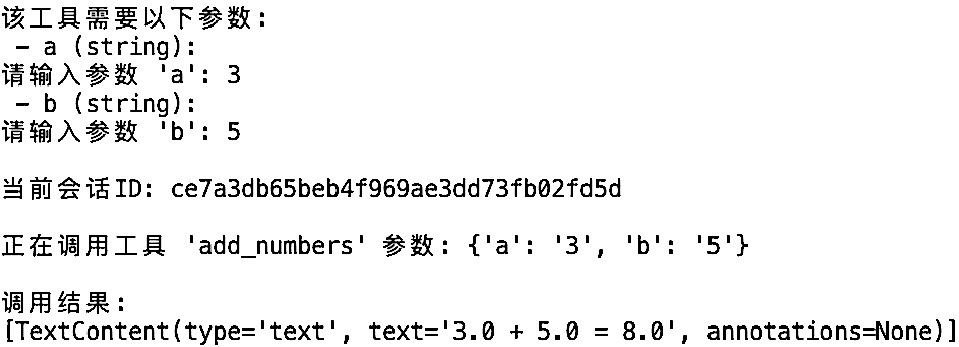 该工具需要以下参数:
- a (string):
请输入参数 'a': 3
- b (string):
请输入参数 'b': 5
当前会话ID: ce7a3db65beb4f969ae3dd73fb02fd5d
正在调用工具 'add_numbers' 参数: {'a': '3', 'b': '5'}
调用结果:
[TextContent(type='text', text='3.0 + 5.0 = 8.0', annotations=None)]